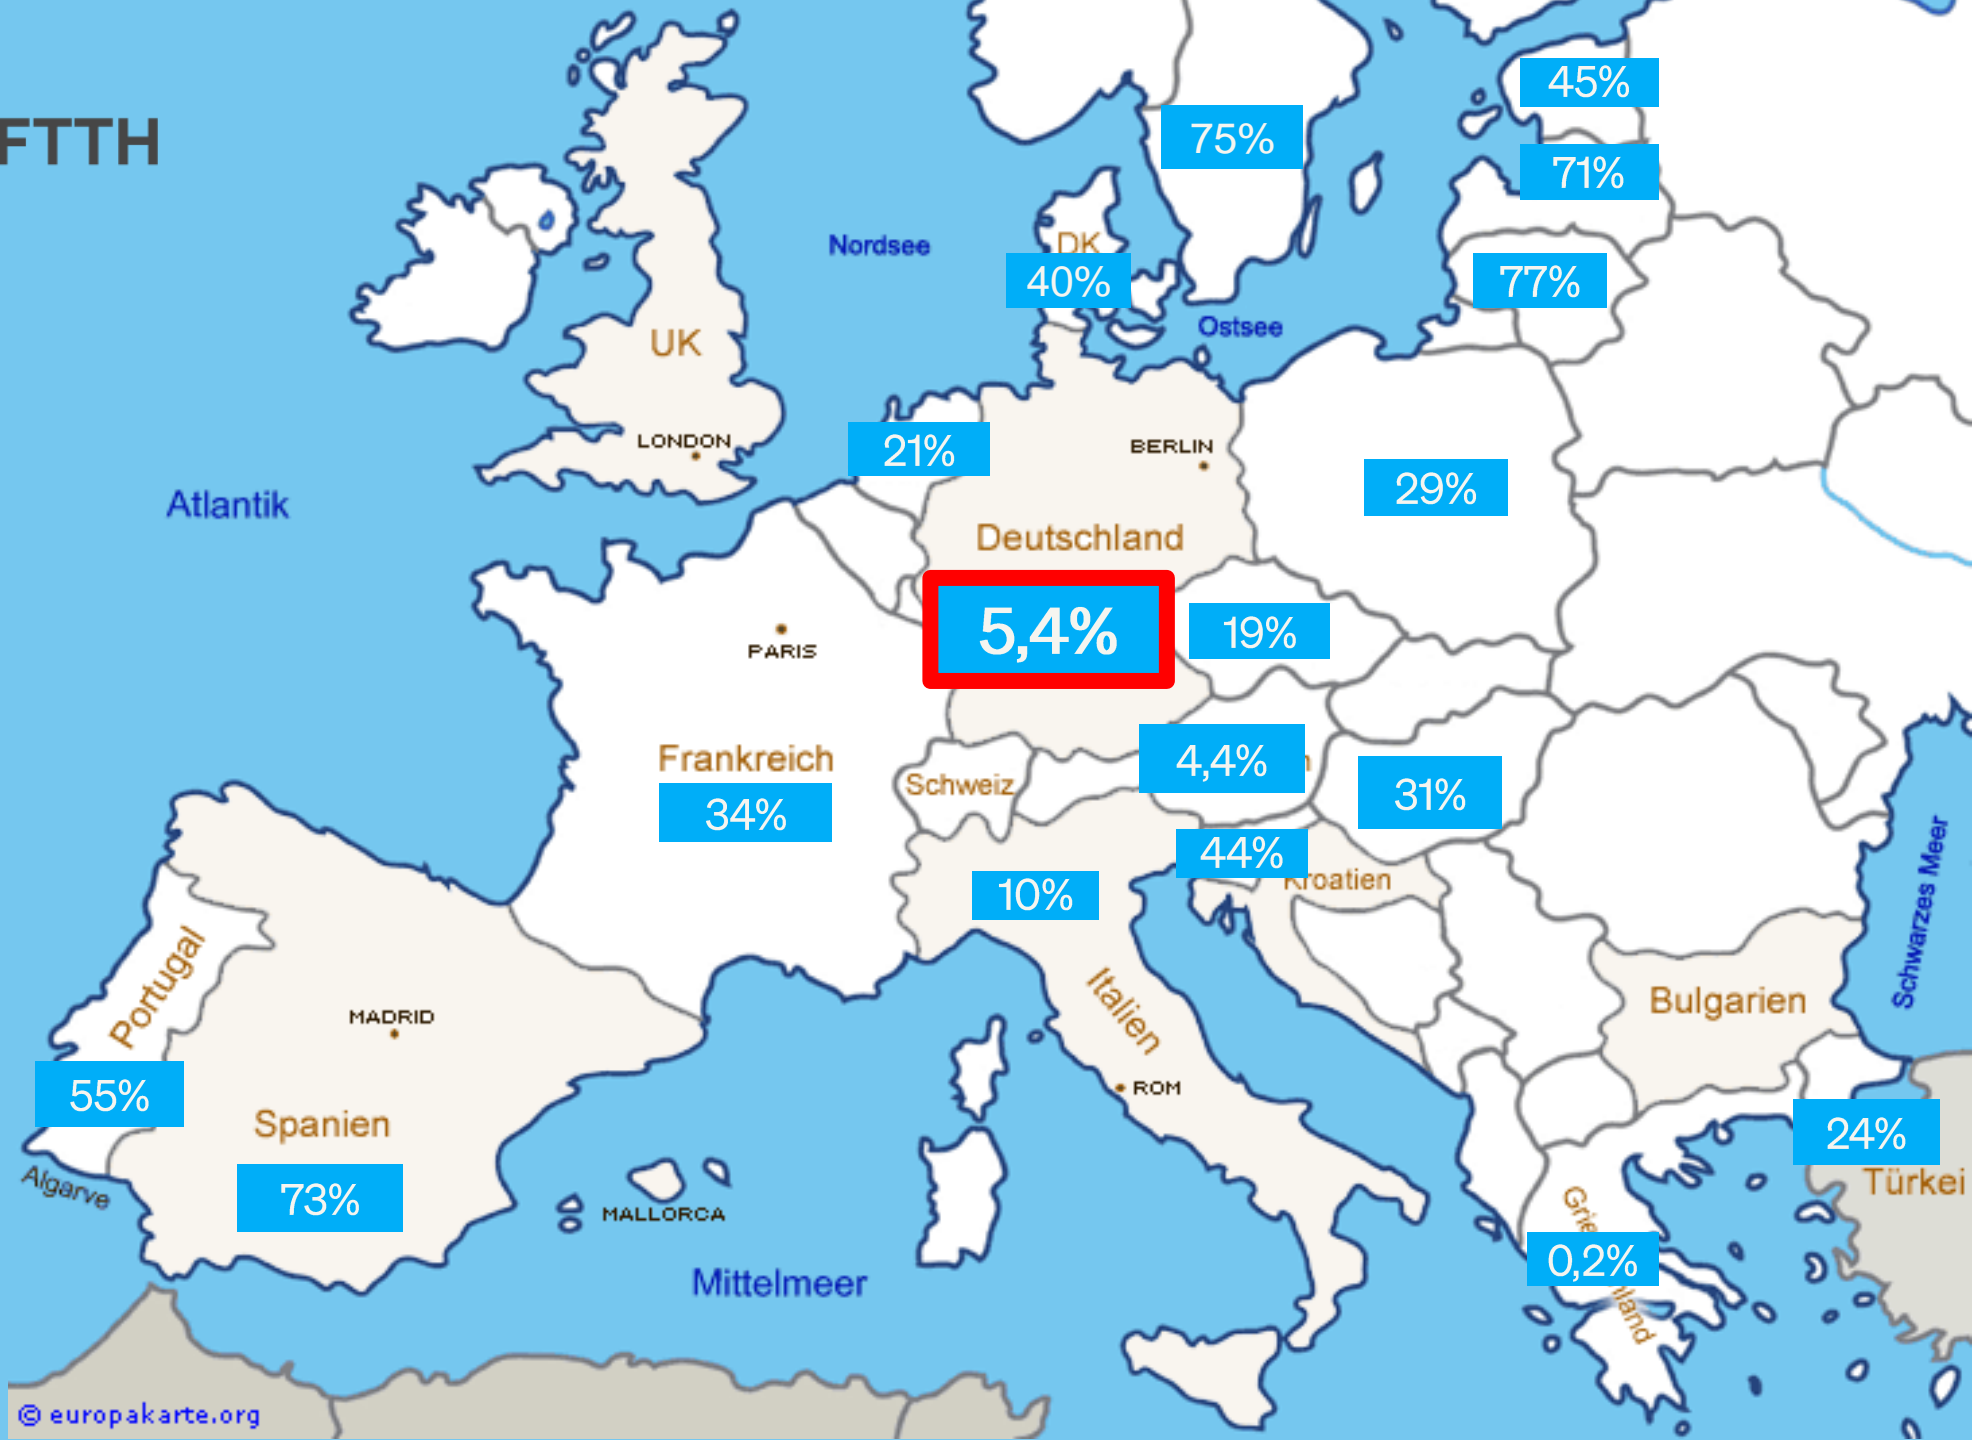 45%
FTTH
75%
71%
Nordsee
DK
40%
77%
Ostsee
UK
LONDON
21%
BERLIN
29%
Atlantik
Deutschland
5,4%
19%
PARIS
Frankreich
34%
Schweiz
4,4%
n
31%
44%
Kroatien
10%
Schwarzes Meer
Portugal
Italien
Bulgarien
MADRID
55%
ROM
Spanien
24%
Türkei
Algarve
73%
MALLORCA
Grie
0,2%
land
Mittelmeer
© europakarte.org